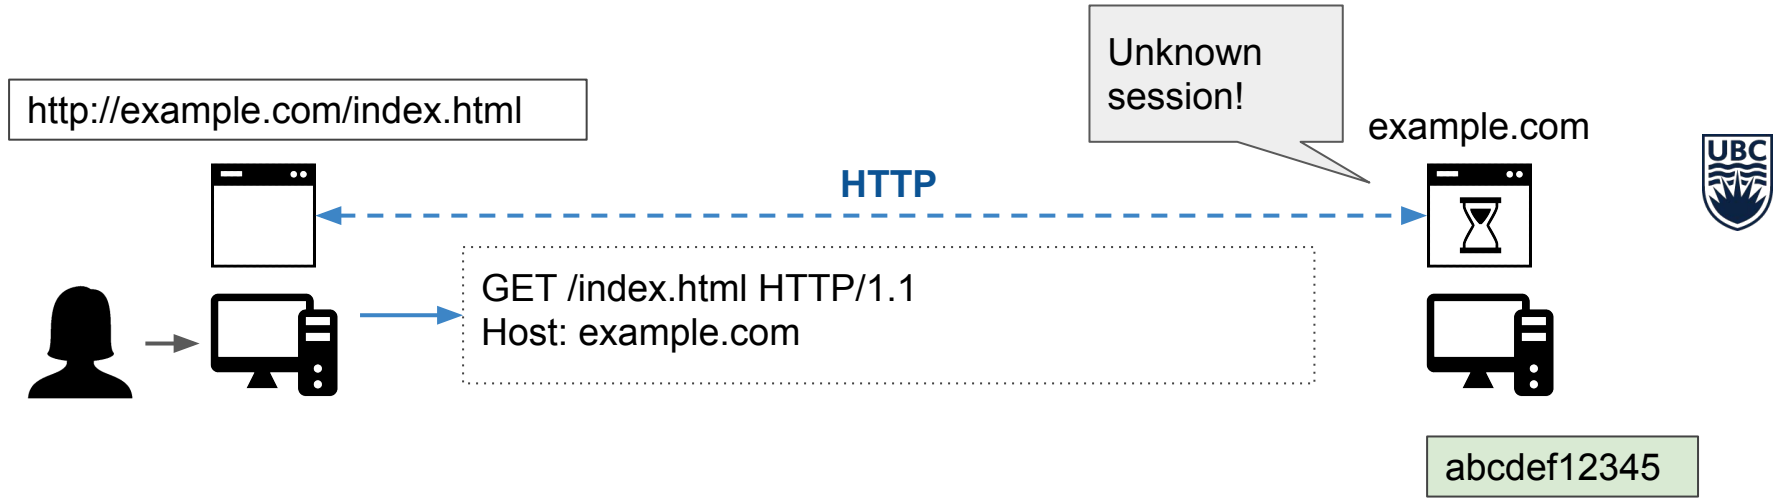 Unknown
session!
http://example.com/index.html
example.com
UBC
HTTP
GET /index.html HTTP/1.1
Host: example.com
abcdef12345